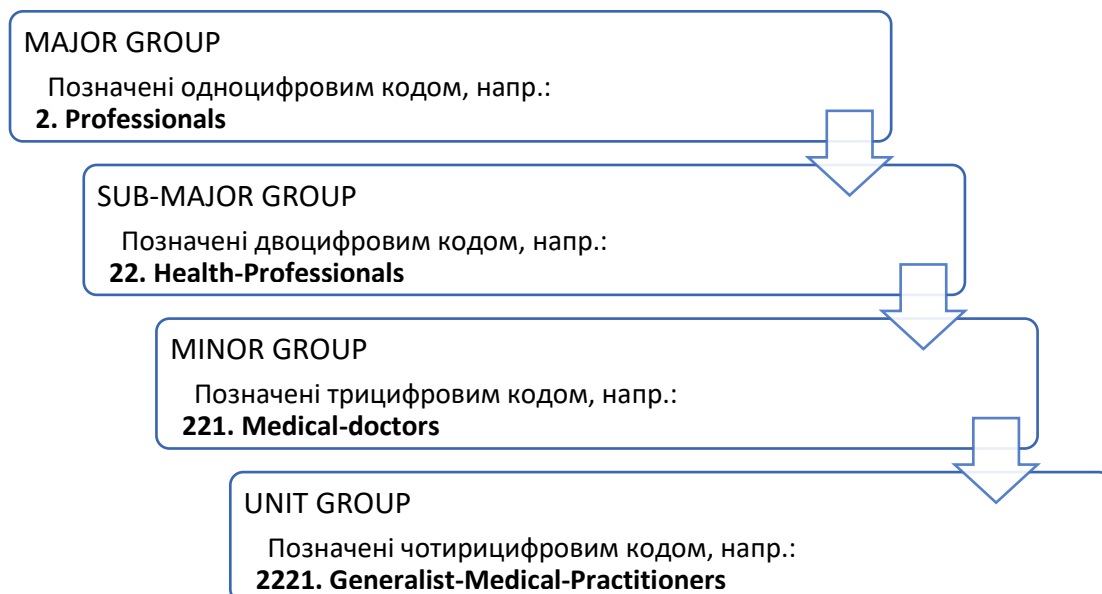 MAJOR GROUP
Позначені одноцифровим кодом, напр.:
2. Professionals
SUB-MAJOR GROUP
Позначені двоцифровим кодом, напр.:
22. Health-Professionals
MINOR GROUP
Позначені трицифровим кодом, напр.:
221. Medical-doctors
UNIT GROUP
Позначені чотирицифровим кодом, напр.:
2221. Generalist-Medical-Practitioners